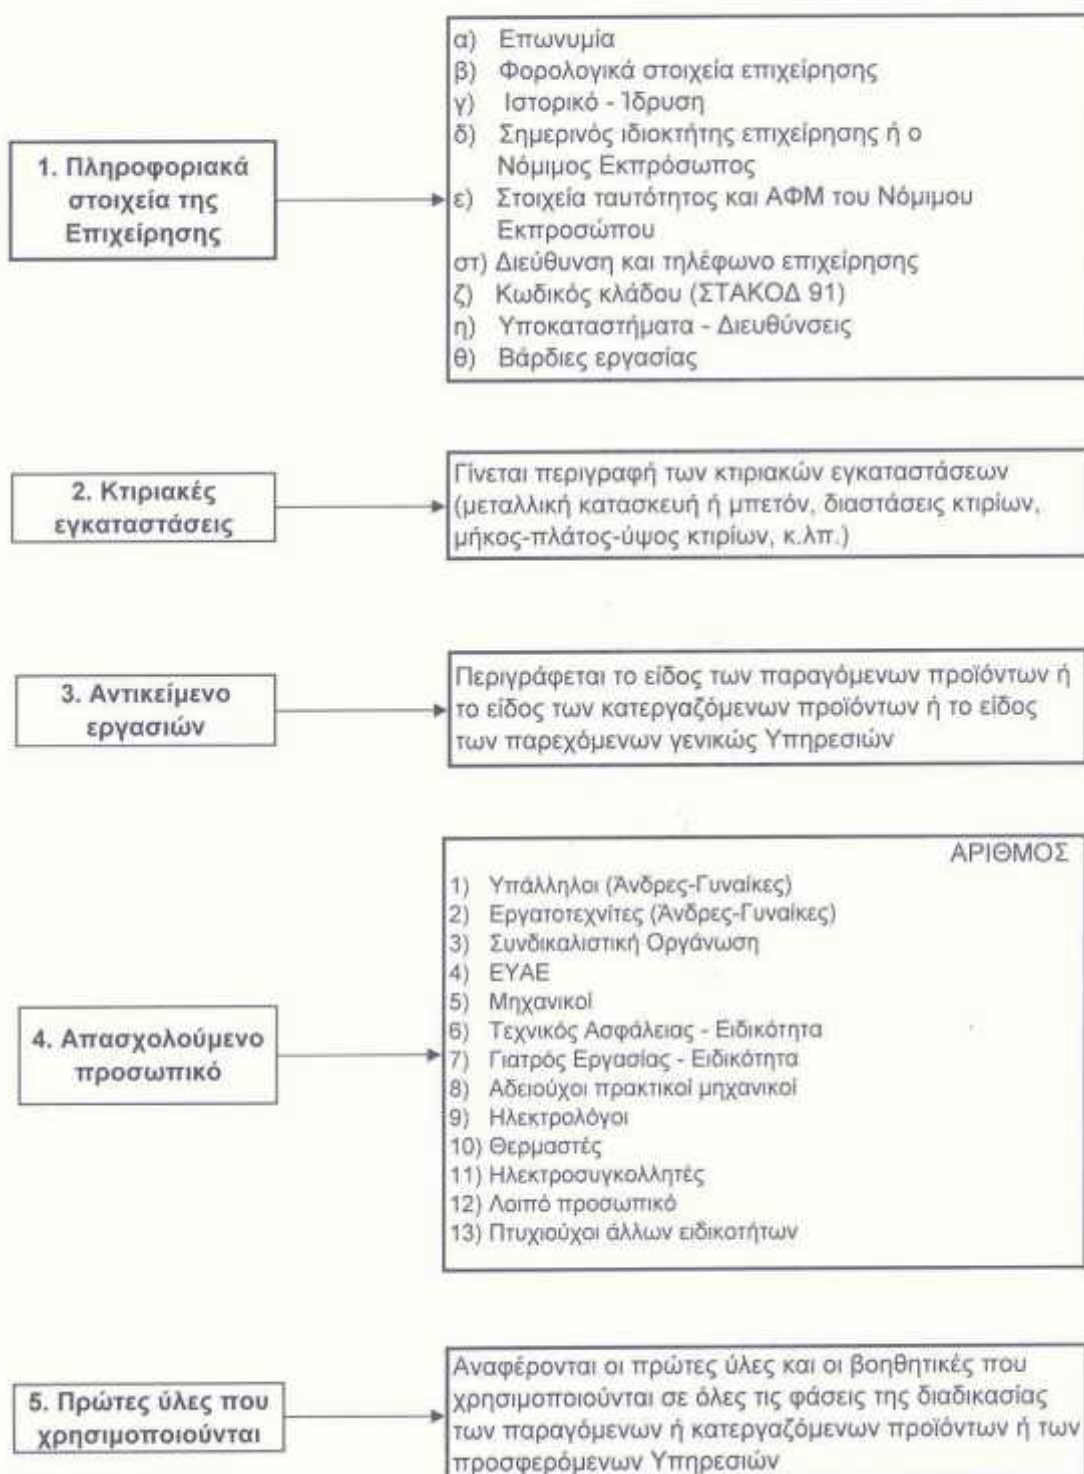 1. Πληροφοριακά
στοιχεία της
Επιχείρησης
α) Επωνυμία
β) Φορολογικά στοιχεία επιχείρησης
γ) Ιστορικό - Ίδρυση
δ) Σημερινός ιδιοκτήτης επιχείρησης ή ο
Νόμιμος Εκπρόσωπος
ε) Στοιχεία ταυτότητος και ΑΦΜ του Νόμιμου
Εκπροσώπου
στ) Διεύθυνση και τηλέφωνο επιχείρησης
ζ) Κωδικός κλάδου (ΣΤΑΚΟΔ 91)
η) Υποκαταστήματα - Διευθύνσεις
θ) Βάρδιες εργασίας
2. Κτιριακές
εγκαταστάσεις
Γίνεται περιγραφή των κτιριακών εγκαταστάσεων
(μεταλλική κατασκευή ή μπετόν, διαστάσεις κτιρίων,
μήκος-πλάτος-ύψος κτιρίων, κ.λπ.)
3. Αντικείμενο
εργασιών
Περιγράφεται το είδος των παραγόμενων προϊόντων ή
το είδος των κατεργαζόμενων προϊόντων ή το είδος
των παρεχόμενων γενικώς Υπηρεσιών
4. Απασχολούμενο
προσωπικό
ΑΡΙΘΜΟΣ
1) Υπάλληλοι (Άνδρες-Γυναίκες)
2) Εργατοτεχνίτες (Άνδρες-Γυναίκες)
3) Συνδικαλιστική Οργάνωση
4) ΕΥΑΕ
5) Μηχανικοί
6) Τεχνικός Ασφάλειας - Ειδικότητα
7) Γιατρός Εργασίας - Ειδικότητα
8) Αδειούχοι πρακτικοί μηχανικοί
9) Ηλεκτρολόγοι
10) Θερμαστές
11) Ηλεκτροσυγκολλητές
12) Λοιπό προσωπικό
13) Πτυχιούχοι άλλων ειδικοτήτων
5. Πρώτες ύλες που
χρησιμοποιούνται
Αναφέρονται οι πρώτες ύλες και οι βοηθητικές που
χρησιμοποιούνται σε όλες τις φάσεις της διαδικασίας
των παραγόμενων ή κατεργαζόμενων προϊόντων ή των
προσφερόμενων Υπηρεσιών